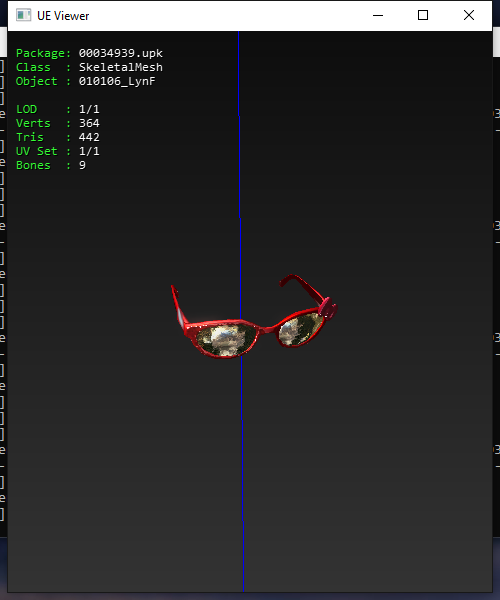 UE Viewer
Package: 00034939.upk
Class  : SkeletalMesh
Object : 010106_LynF
LOD    : 1/1
Verts  : 364
Tris   : 442
UV Set : 1/1
Bones  : 9